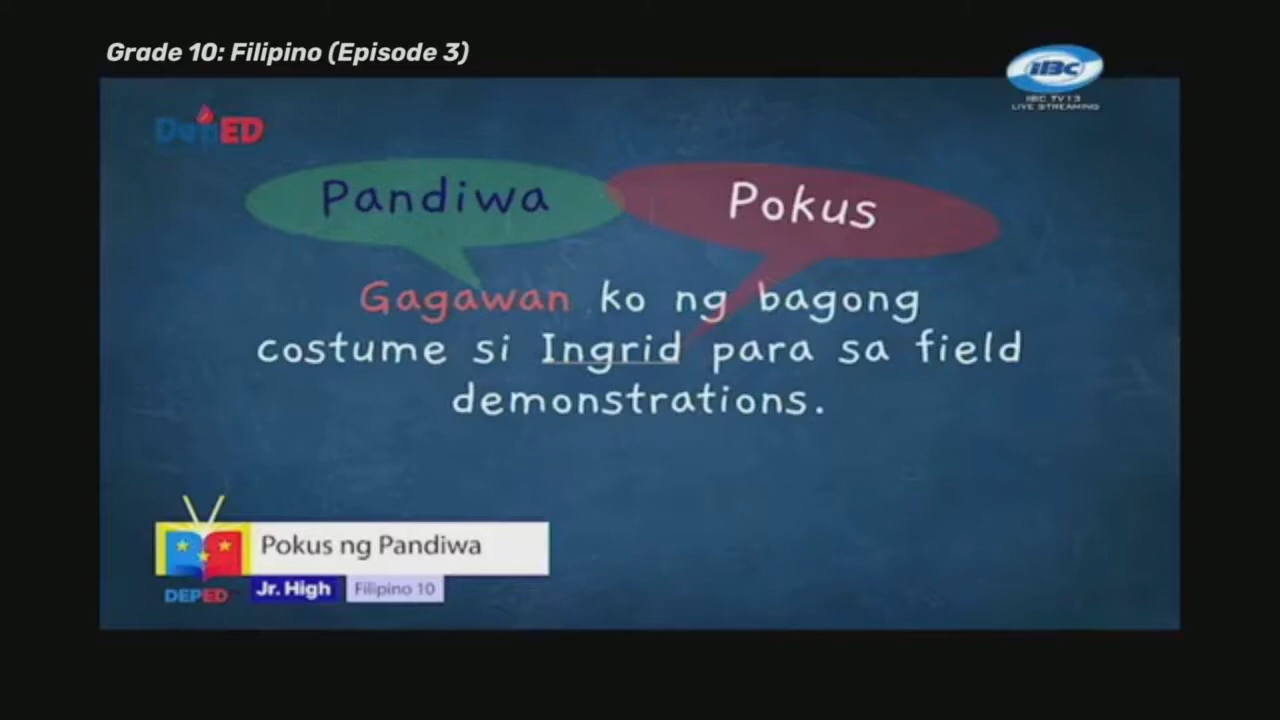 Grade 10: Filipino (Episode 3)
iBC
IBC TV13
LIVE STREAMING
DepED
Pandiwa
Pokus
Gagawan ko ng bagong
costume si Ingrid para sa field
demonstrations.
Pokus ng Pandiwa
DEPED
Jr. High
Filipino 10